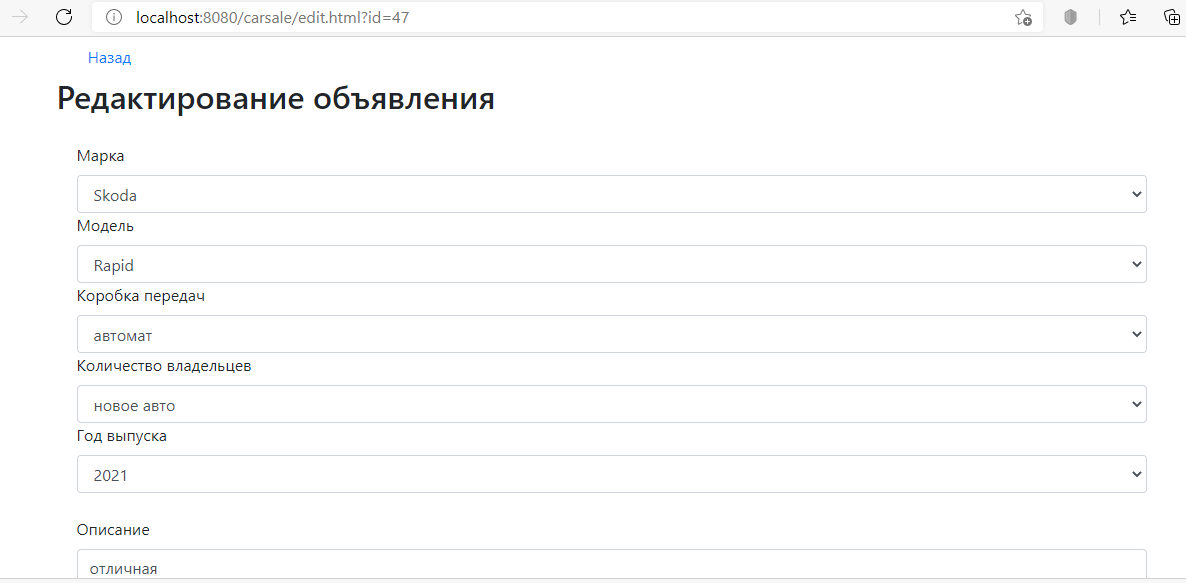 localhost:8080/carsale/edit.html?id=47
Назад
Редактирование объявления
Марка
Skoda
Модель
Rapid
Коробка передач
автомат
Количество владельцев
новое авто
Год выпуска
2021
Описание
отличная